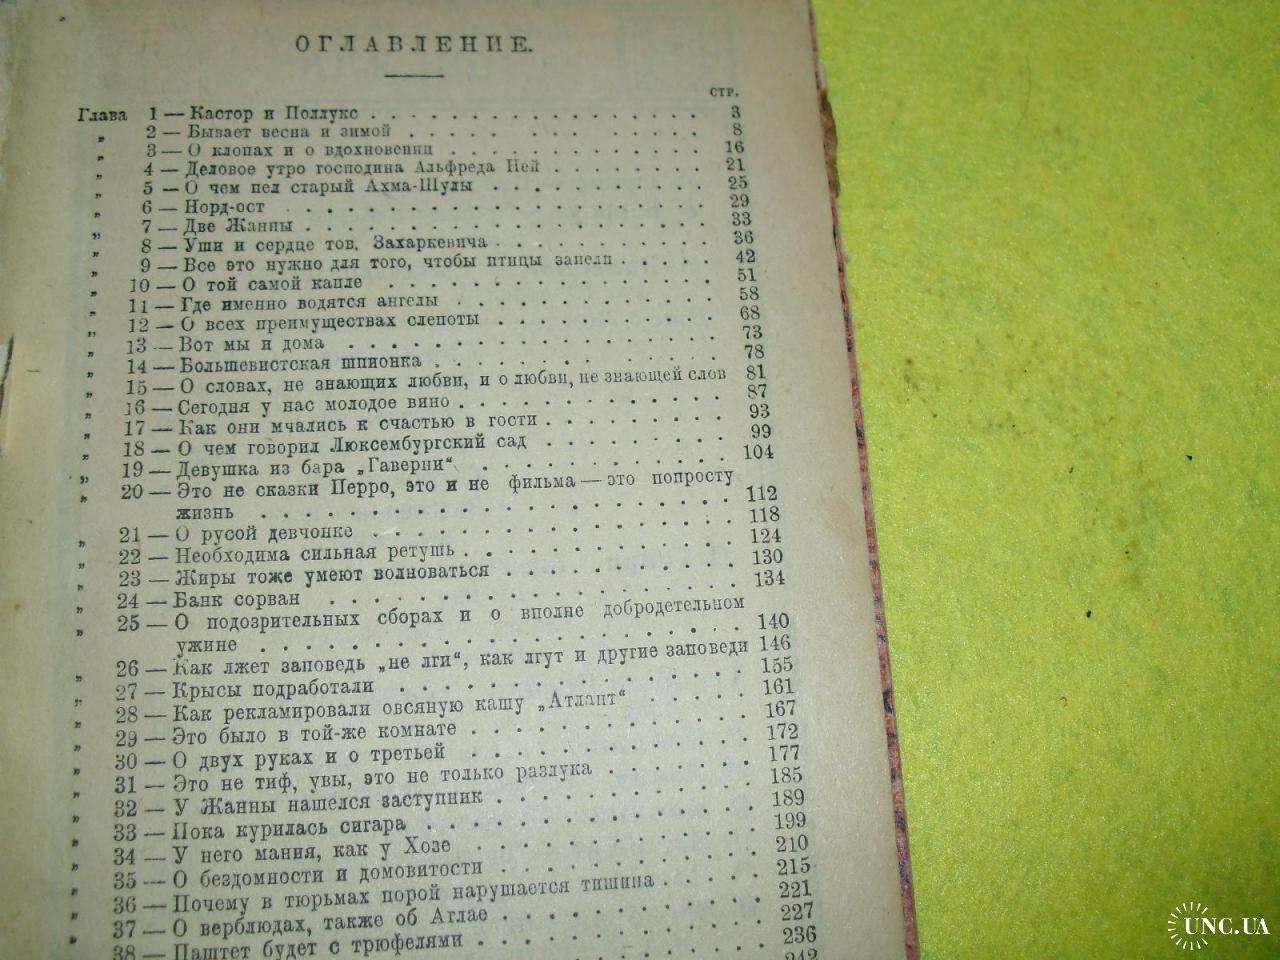 ОГЛАВЛЕНИЕ.
СТР.
Глава 1 — Кастор и Поллукс . . . . . . . . . . . . . . . . 3
„ 2 — Бывает весна и зимой . . . . . . . . . . . . . . 8
„ 3 — О клопах и о вдохновении . . . . . . . . . . . . 16
„ 4 — Деловое утро господина Альфреда Ней . . . . . . . . 21
„ 5 — О чем пел старый Ахма-Шулы . . . . . . . . . . . 25
„ 6 — Норд-ост . . . . . . . . . . . . . . . . . . . 29
„ 7 — Две Жанны . . . . . . . . . . . . . . . . . . 33
„ 8 — Уши и сердце тов. Захаркевича . . . . . . . . . . 36
„ 9 — Все это нужно для того, чтобы птицы запели . . . . . 42
„ 10 — О той самой капле . . . . . . . . . . . . . . . 51
„ 11 — Где именно водятся ангелы . . . . . . . . . . . . 58
„ 12 — О всех преимуществах слепоты . . . . . . . . . . 68
„ 13 — Вот мы и дома . . . . . . . . . . . . . . . . 73
„ 14 — Большевистская шпионка . . . . . . . . . . . . . 78
„ 15 — О словах, не знающих любви, и о любви, не знающей слов 81
„ 16 — Сегодня у нас молодое вино . . . . . . . . . . . . 87
„ 17 — Как они мчались к счастью в гости . . . . . . . . . 93
„ 18 — О чем говорил Люксембургский сад . . . . . . . . . 99
„ 19 — Девушка из бара „Гаверни“ . . . . . . . . . . . . 104
„ 20 — Это не сказки Перро, это и не фильма — это попросту
жизнь . . . . . . . . . . . . . . . . . . . . 112
„ 21 — О русой девчонке . . . . . . . . . . . . . . . 118
„ 22 — Необходима сильная ретушь . . . . . . . . . . . . 124
„ 23 — Жиры тоже умеют волноваться . . . . . . . . . . . 130
„ 24 — Банк сорван . . . . . . . . . . . . . . . . . 134
„ 25 — О подозрительных сборах и о вполне добродетельном
ужине . . . . . . . . . . . . . . . . . . . . 140
„ 26 — Как лжет заповедь „не лги“, как лгут и другие заповеди 146
„ 27 — Крысы подработали . . . . . . . . . . . . . . . 155
„ 28 — Как рекламировали овсяную кашу „Атлант“ . . . . . 161
„ 29 — Это было в той-же комнате . . . . . . . . . . . . 167
„ 30 — О двух руках и о третьей . . . . . . . . . . . . 172
„ 31 — Это не тиф, увы, это не только разлука . . . . . . . 177
„ 32 — У Жанны нашелся заступник . . . . . . . . . . . 185
„ 33 — Пока курилась сигара . . . . . . . . . . . . . . 189
„ 34 — У него мания, как у Хозе . . . . . . . . . . . . 199
„ 35 — О бездомности и домовитости . . . . . . . . . . . 210
„ 36 — Почему в тюрьмах порой нарушается тишина . . . . . 215
„ 37 — О верблюдах, также об Аглае . . . . . . . . . . . 221
„ 38 — Паштет будет с трюфелями . . . . . . . . . . . . 227
236
242
UNC.UA